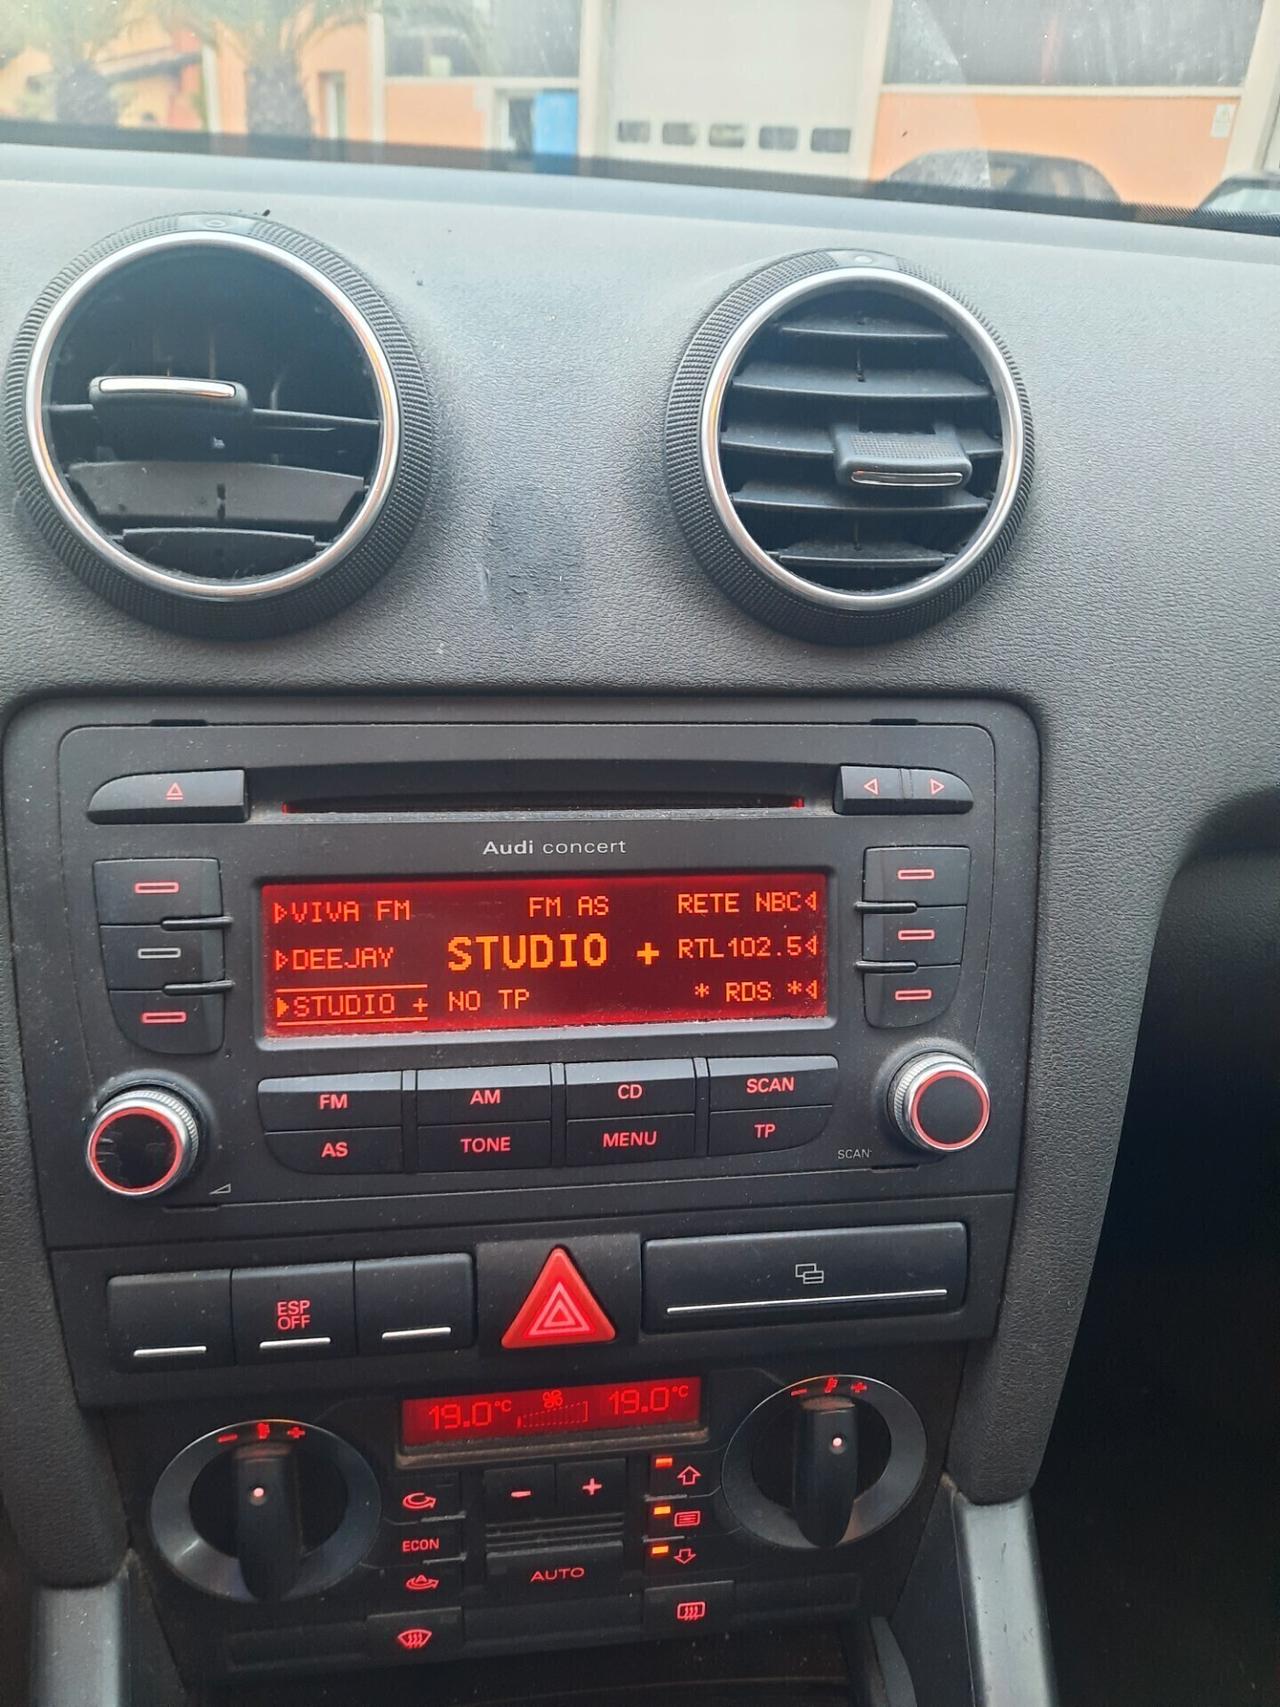 Audi concert
VIVA FM FM AS RETE NBC
DEEJAY STUDIO + RTL102.5
STUDIO + NO TP * RDS *
FM AM CD SCAN
AS TONE MENU TP
SCAN
ESP
OFF
19.0°C 19.0°C
- + - +
- +
ECON
AUTO